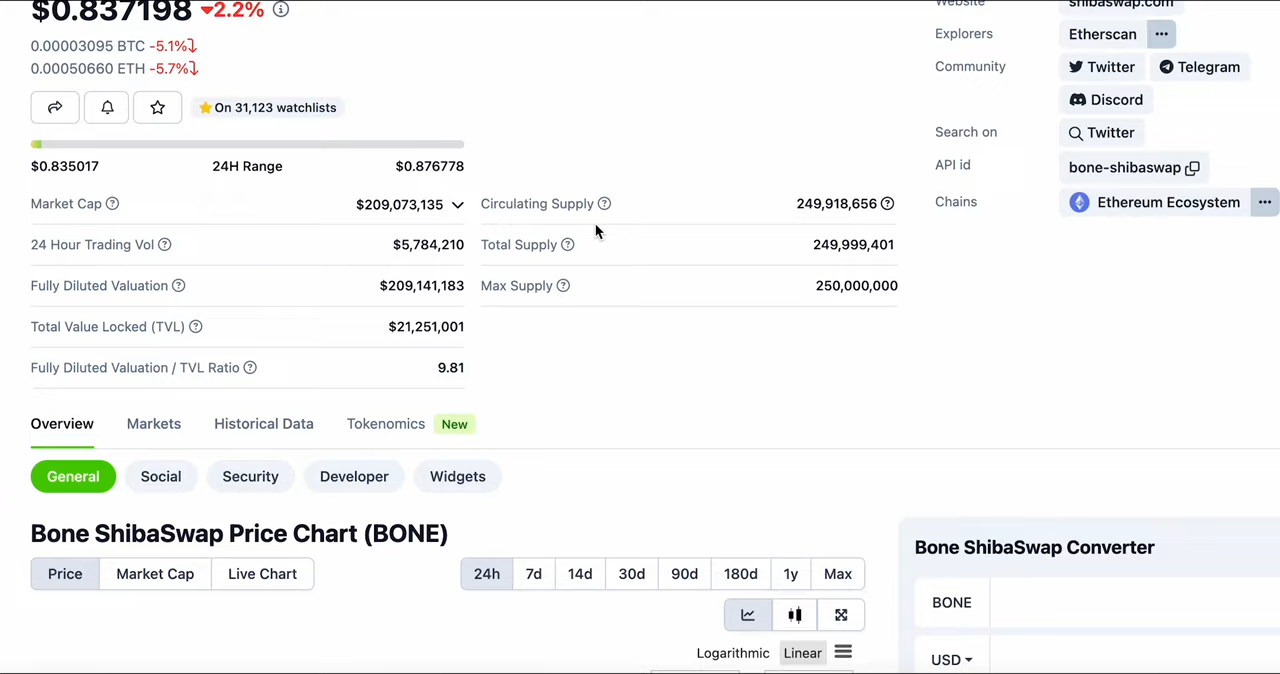 $0.837198 2.2%
0.00003095 BTC -5.1%
0.00050660 ETH -5.7%
On 31,123 watchlists
$0.835017 24H Range $0.876778
Market Cap $209,073,135
24 Hour Trading Vol $5,784,210
Fully Diluted Valuation $209,141,183
Total Value Locked (TVL) $21,251,001
Fully Diluted Valuation / TVL Ratio 9.81
Circulating Supply 249,918,656
Total Supply 249,999,401
Max Supply 250,000,000
Website shibaswap.com
Explorers Etherscan
Community Twitter Telegram
Discord
Search on Twitter
API id bone-shibaswap
Chains Ethereum Ecosystem
Overview Markets Historical Data Tokenomics New
General Social Security Developer Widgets
Bone ShibaSwap Price Chart (BONE)
Price Market Cap Live Chart 24h 7d 14d 30d 90d 180d 1y Max
Logarithmic Linear
Bone ShibaSwap Converter
BONE
USD